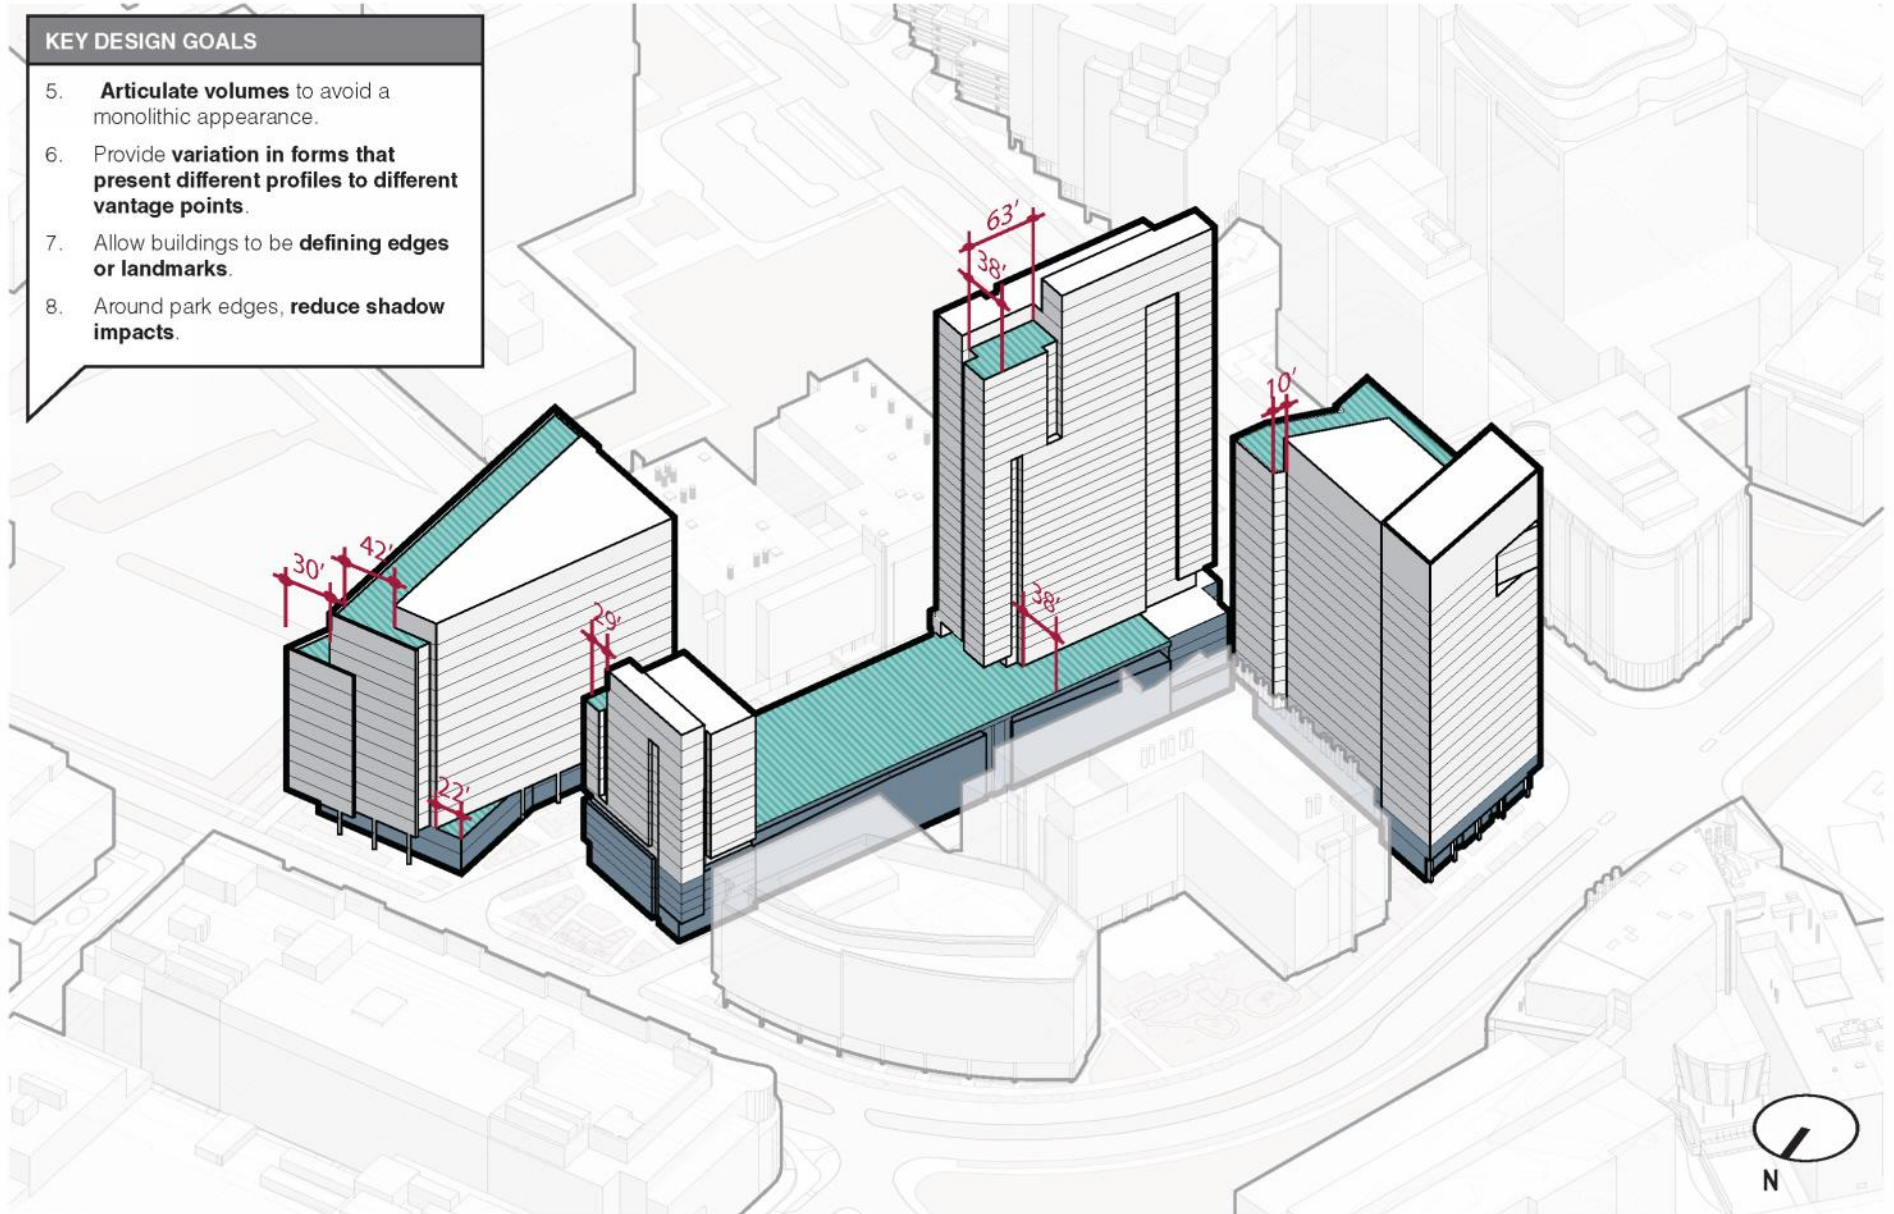 KEY DESIGN GOALS
5. Articulate volumes to avoid a
monolithic appearance.
6. Provide variation in forms that
present different profiles to different
vantage points.
7. Allow buildings to be defining edges
or landmarks.
8. Around park edges, reduce shadow
impacts.
63'
38'
10'
42'
30'
29'
38'
22'
N